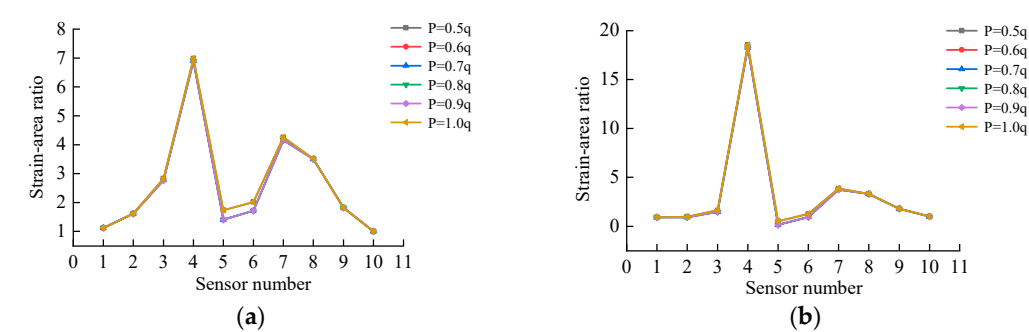 8
7
6
5
4
3
2
1
Strain-area ratio
0 1 2 3 4 5 6 7 8 9 10 11
Sensor number
P=0.5q
P=0.6q
P=0.7q
P=0.8q
P=0.9q
P=1.0q
(a)
20
15
10
5
0
Strain-area ratio
0 1 2 3 4 5 6 7 8 9 10 11
Sensor number
P=0.5q
P=0.6q
P=0.7q
P=0.8q
P=0.9q
P=1.0q
(b)